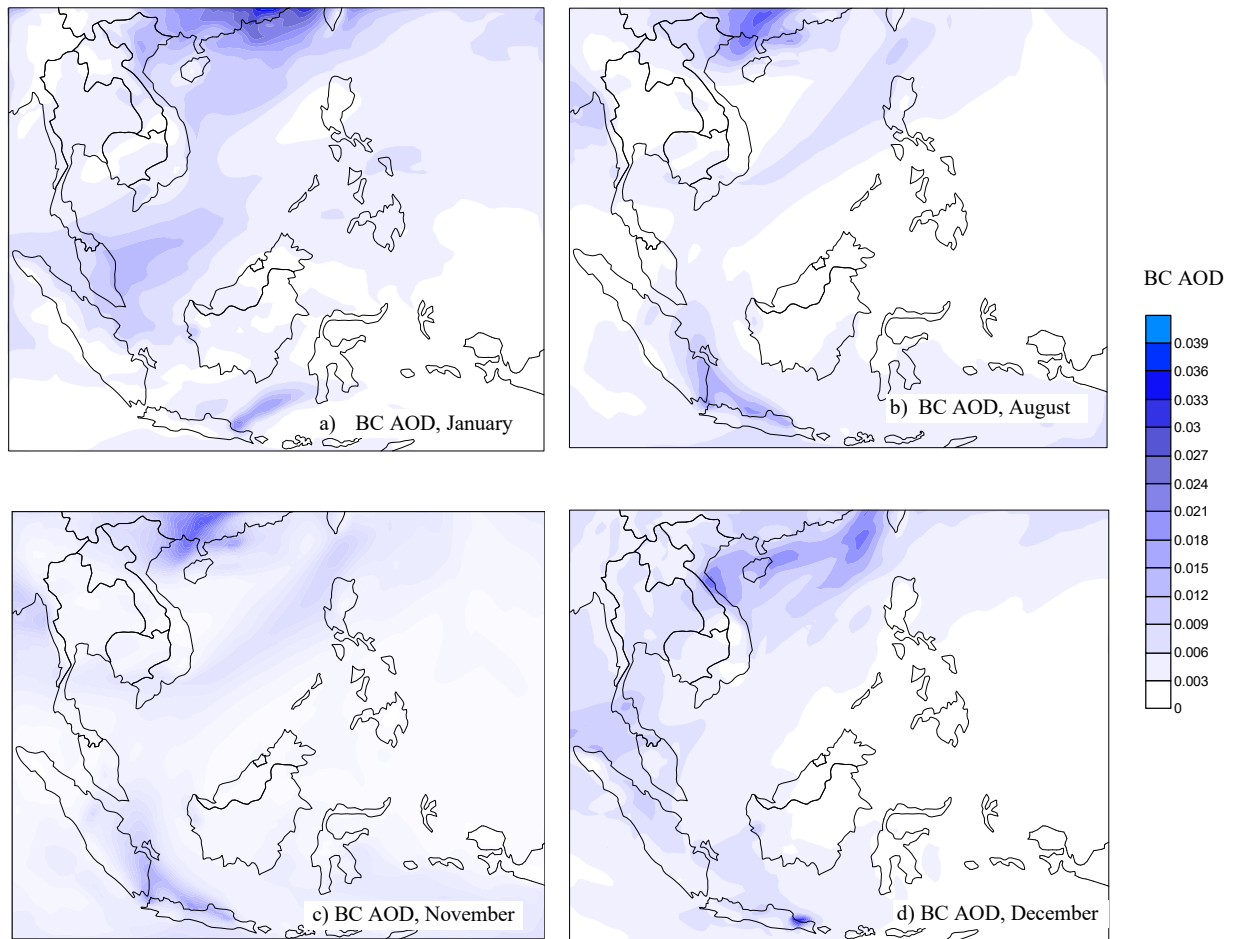 a) BC AOD, January
b) BC AOD, August
BC AOD
0.039
0.036
0.033
0.03
0.027
0.024
0.021
0.018
0.015
0.012
0.009
0.006
0.003
0
c) BC AOD, November
d) BC AOD, December